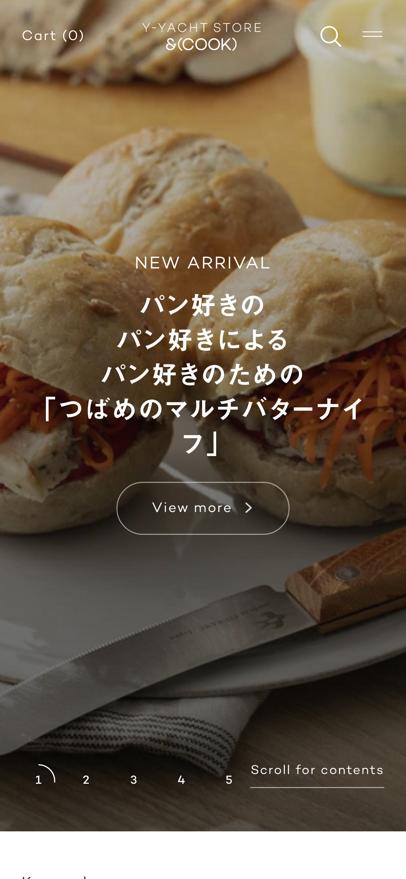 Cart (0)
Y-YACHT STORE
&(COOK)
NEW ARRIVAL
パン好きの
パン好きによる
パン好きのための
「つばめのマルチバターナイ
フ」
View more
1 2 3 4 5
Scroll for contents